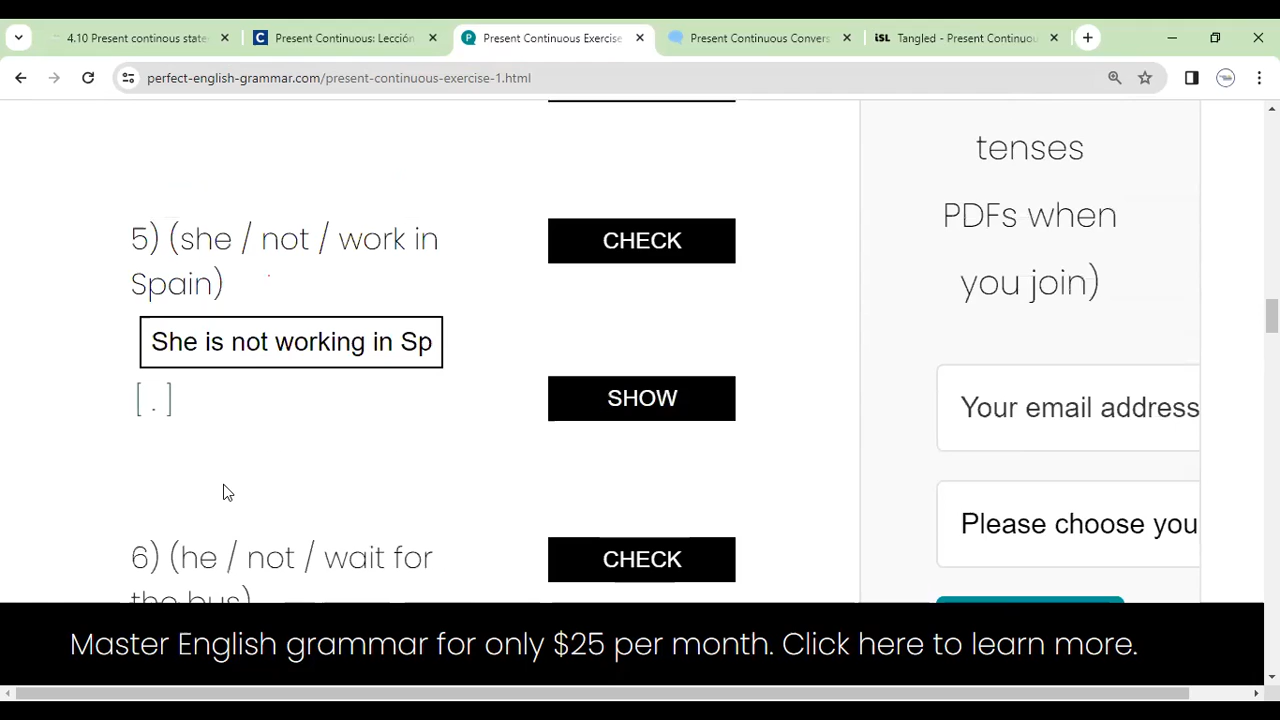 4.10 Present continous state
Present Continuous: Lección
Present Continuous Exercise
Present Continuous Convers
iSL Tangled - Present Continuou
perfect-english-grammar.com/present-continuous-exercise-1.html
tenses
PDFs when
you join)
5) (she / not / work in
Spain)
CHECK
She is not working in Sp
[ . ]
SHOW
Your email address
Please choose you
6) (he / not / wait for
the bus)
CHECK
Master English grammar for only $25 per month. Click here to learn more.